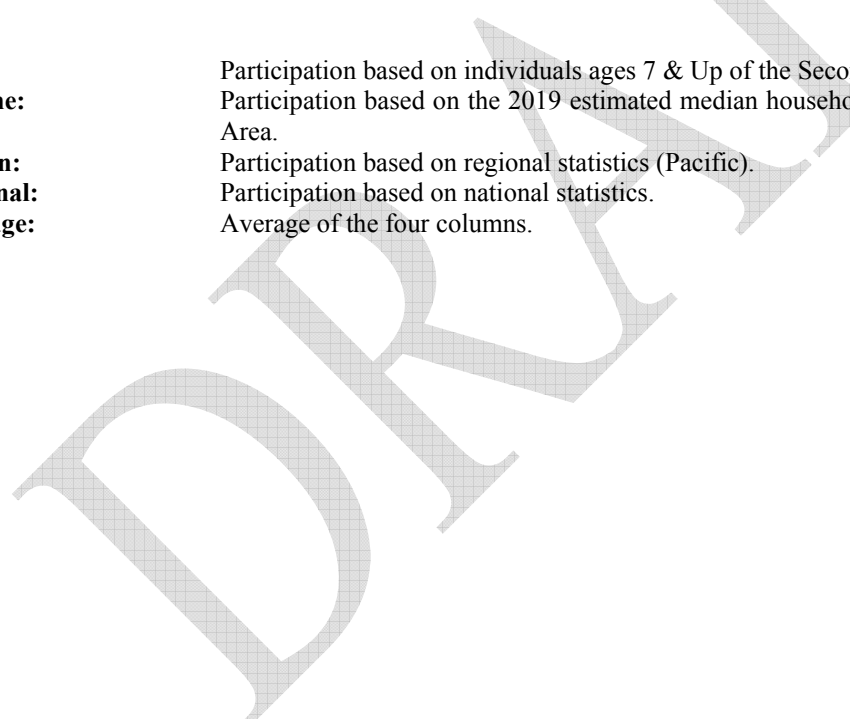 Participation based on individuals ages 7 & Up of the Seco
ne: Participation based on the 2019 estimated median househo
Area.
n: Participation based on regional statistics (Pacific).
nal: Participation based on national statistics.
ge: Average of the four columns.
DRAF